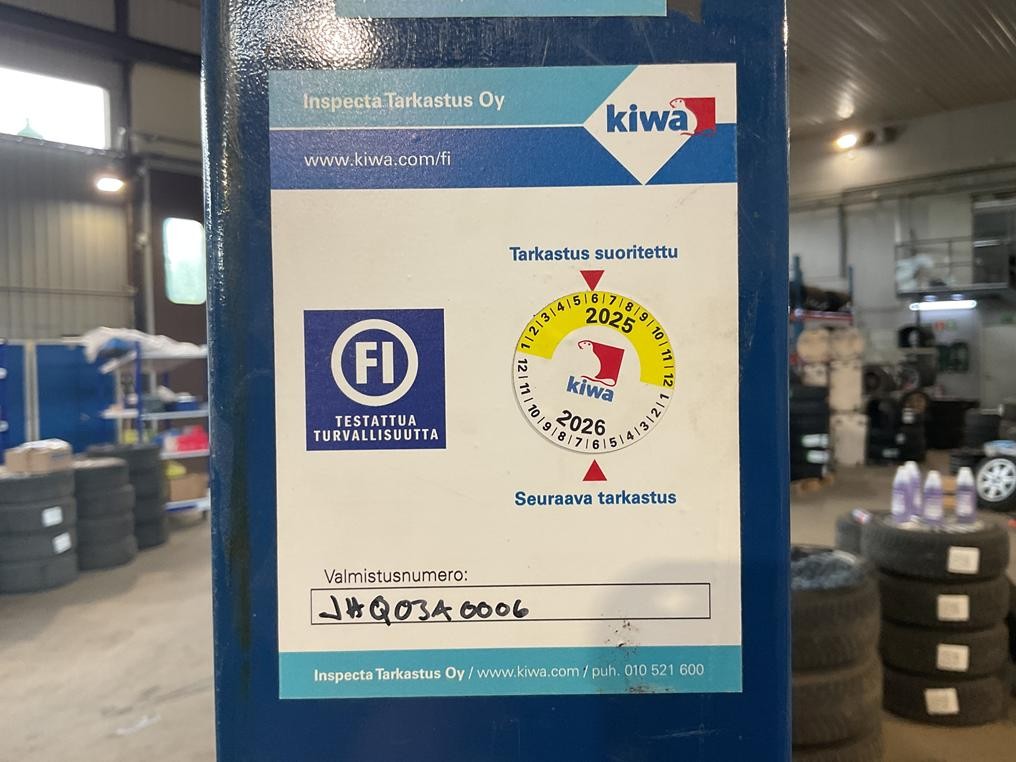 Inspecta Tarkastus Oy
kiwa
www.kiwa.com/fi
Tarkastus suoritettu
1 | 2 | 3 | 4 | 5 | 6 | 7 | 8 | 9 | 10 | 11 | 12
2025
kiwa
2026
12 | 11 | 10 | 9 | 8 | 7 | 6 | 5 | 4 | 3 | 2 | 1
FI
TESTATTUA
TURVALLISUUTTA
Seuraava tarkastus
Valmistusnumero:
JHQ03A0006
Inspecta Tarkastus Oy / www.kiwa.com / puh. 010 521 600